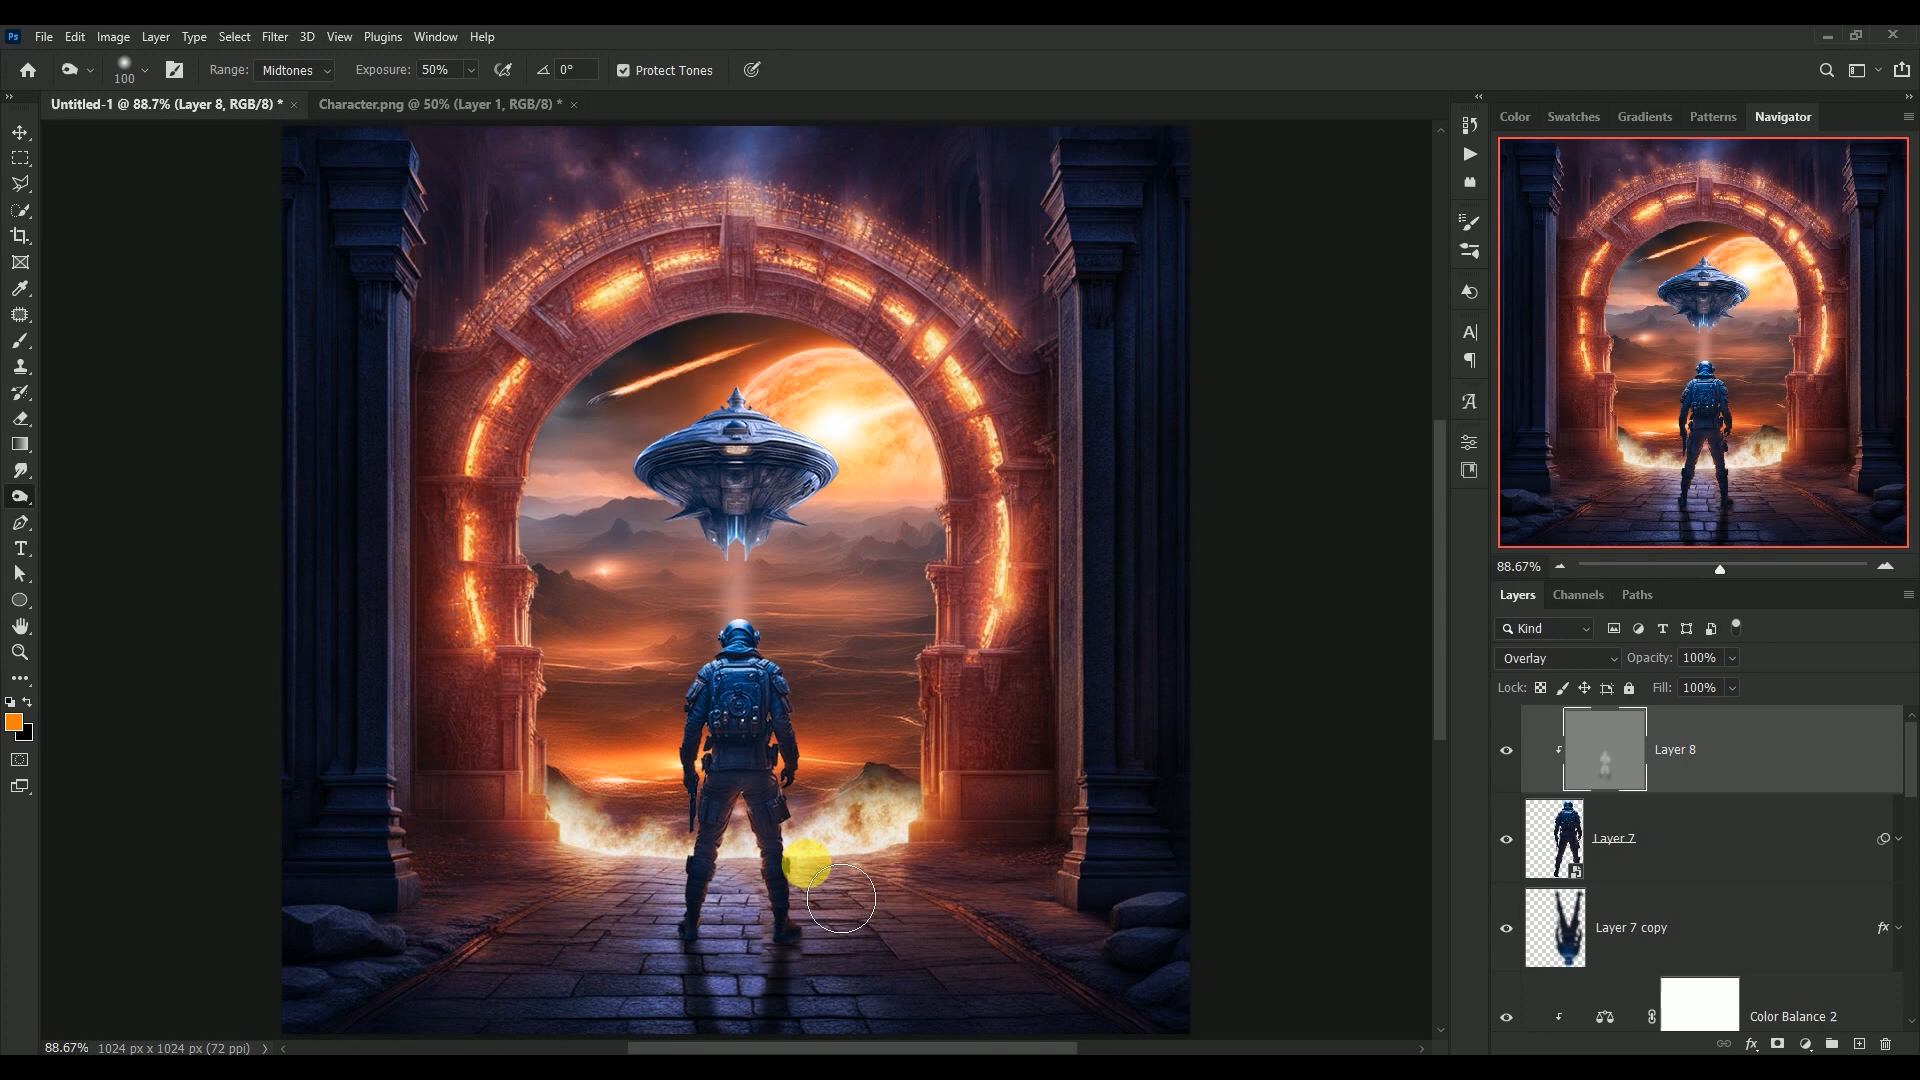 Ps File Edit Image Layer Type Select Filter 3D View Plugins Window Help
100 Range: Midtones Exposure: 50% 0° Protect Tones
Untitled-1 @ 88.7% (Layer 8, RGB/8) * × Character.png @ 50% (Layer 1, RGB/8) * ×
Color Swatches Gradients Patterns Navigator
88.67%
Layers Channels Paths
Kind
Overlay Opacity: 100%
Lock: Fill: 100%
Layer 8
Layer 7
Layer 7 copy fx
Color Balance 2
fx
88.67% 1024 px x 1024 px (72 ppi)